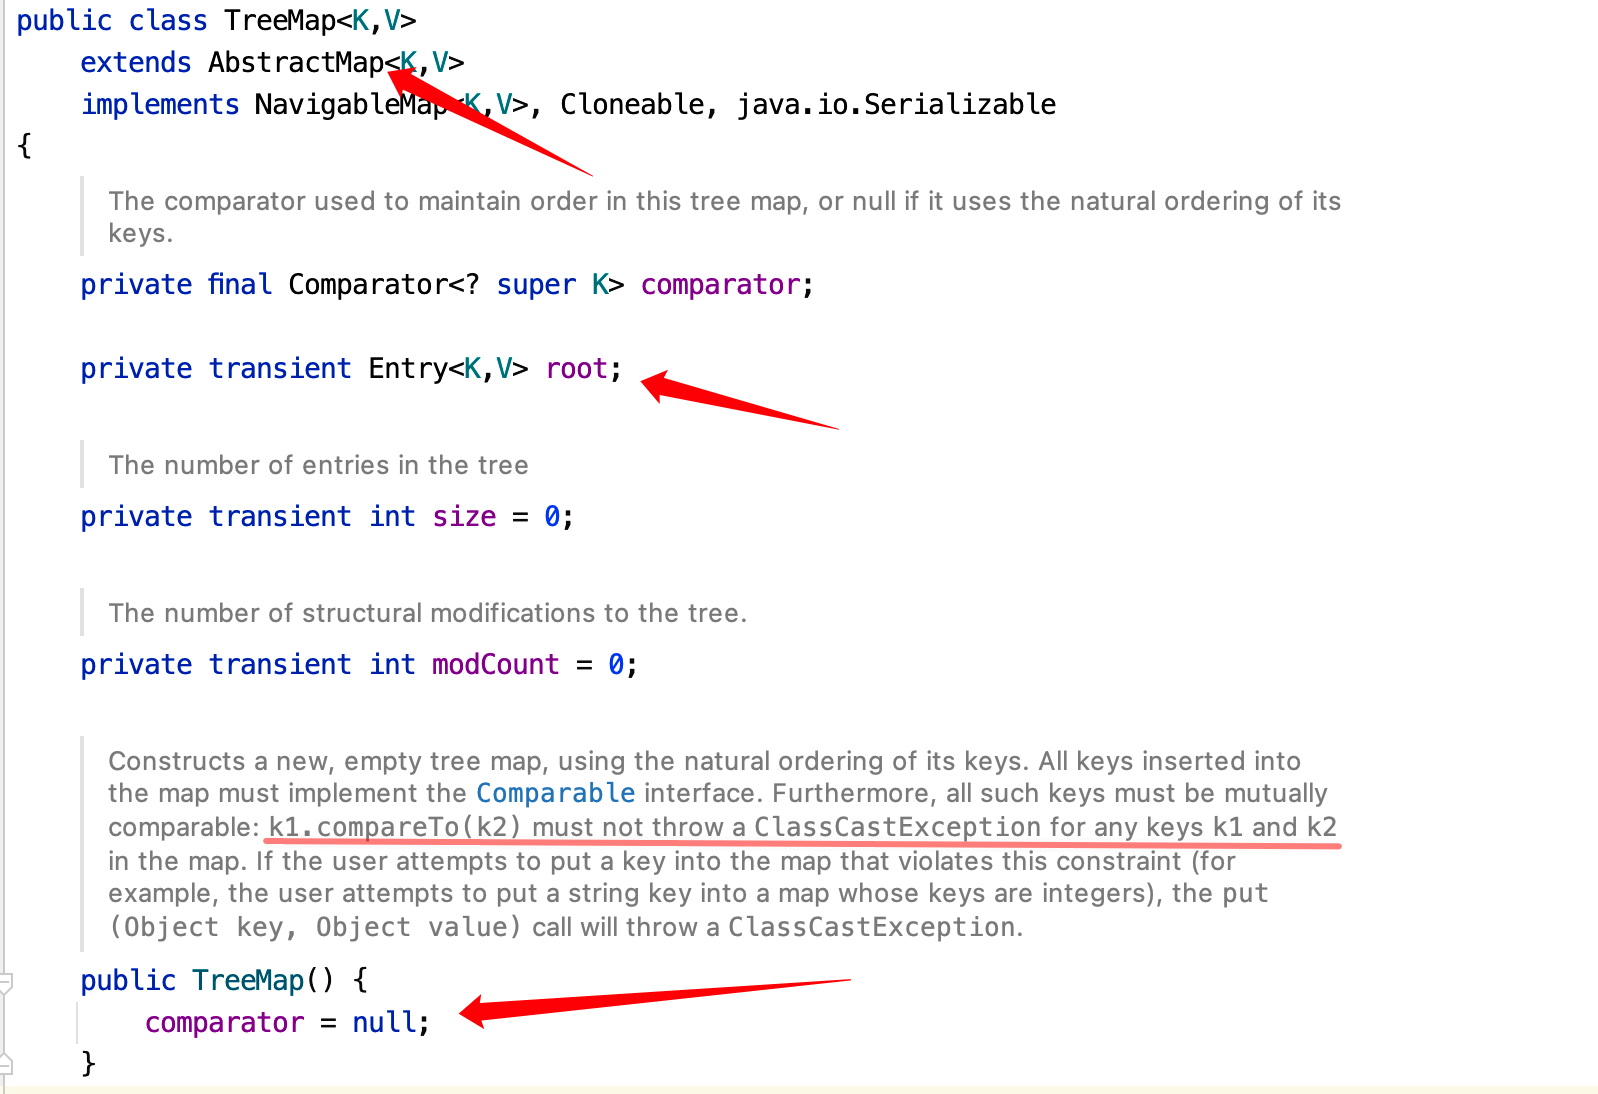 public class TreeMap<K,V>
extends AbstractMap<K,V>
implements NavigableMap<K,V>, Cloneable, java.io.Serializable
{
The comparator used to maintain order in this tree map, or null if it uses the natural ordering of its
keys.
private final Comparator<? super K> comparator;
private transient Entry<K,V> root;
The number of entries in the tree
private transient int size = 0;
The number of structural modifications to the tree.
private transient int modCount = 0;
Constructs a new, empty tree map, using the natural ordering of its keys. All keys inserted into
the map must implement the Comparable interface. Furthermore, all such keys must be mutually
comparable: k1.compareTo(k2) must not throw a ClassCastException for any keys k1 and k2
in the map. If the user attempts to put a key into the map that violates this constraint (for
example, the user attempts to put a string key into a map whose keys are integers), the put
(Object key, Object value) call will throw a ClassCastException.
public TreeMap() {
comparator = null;
}